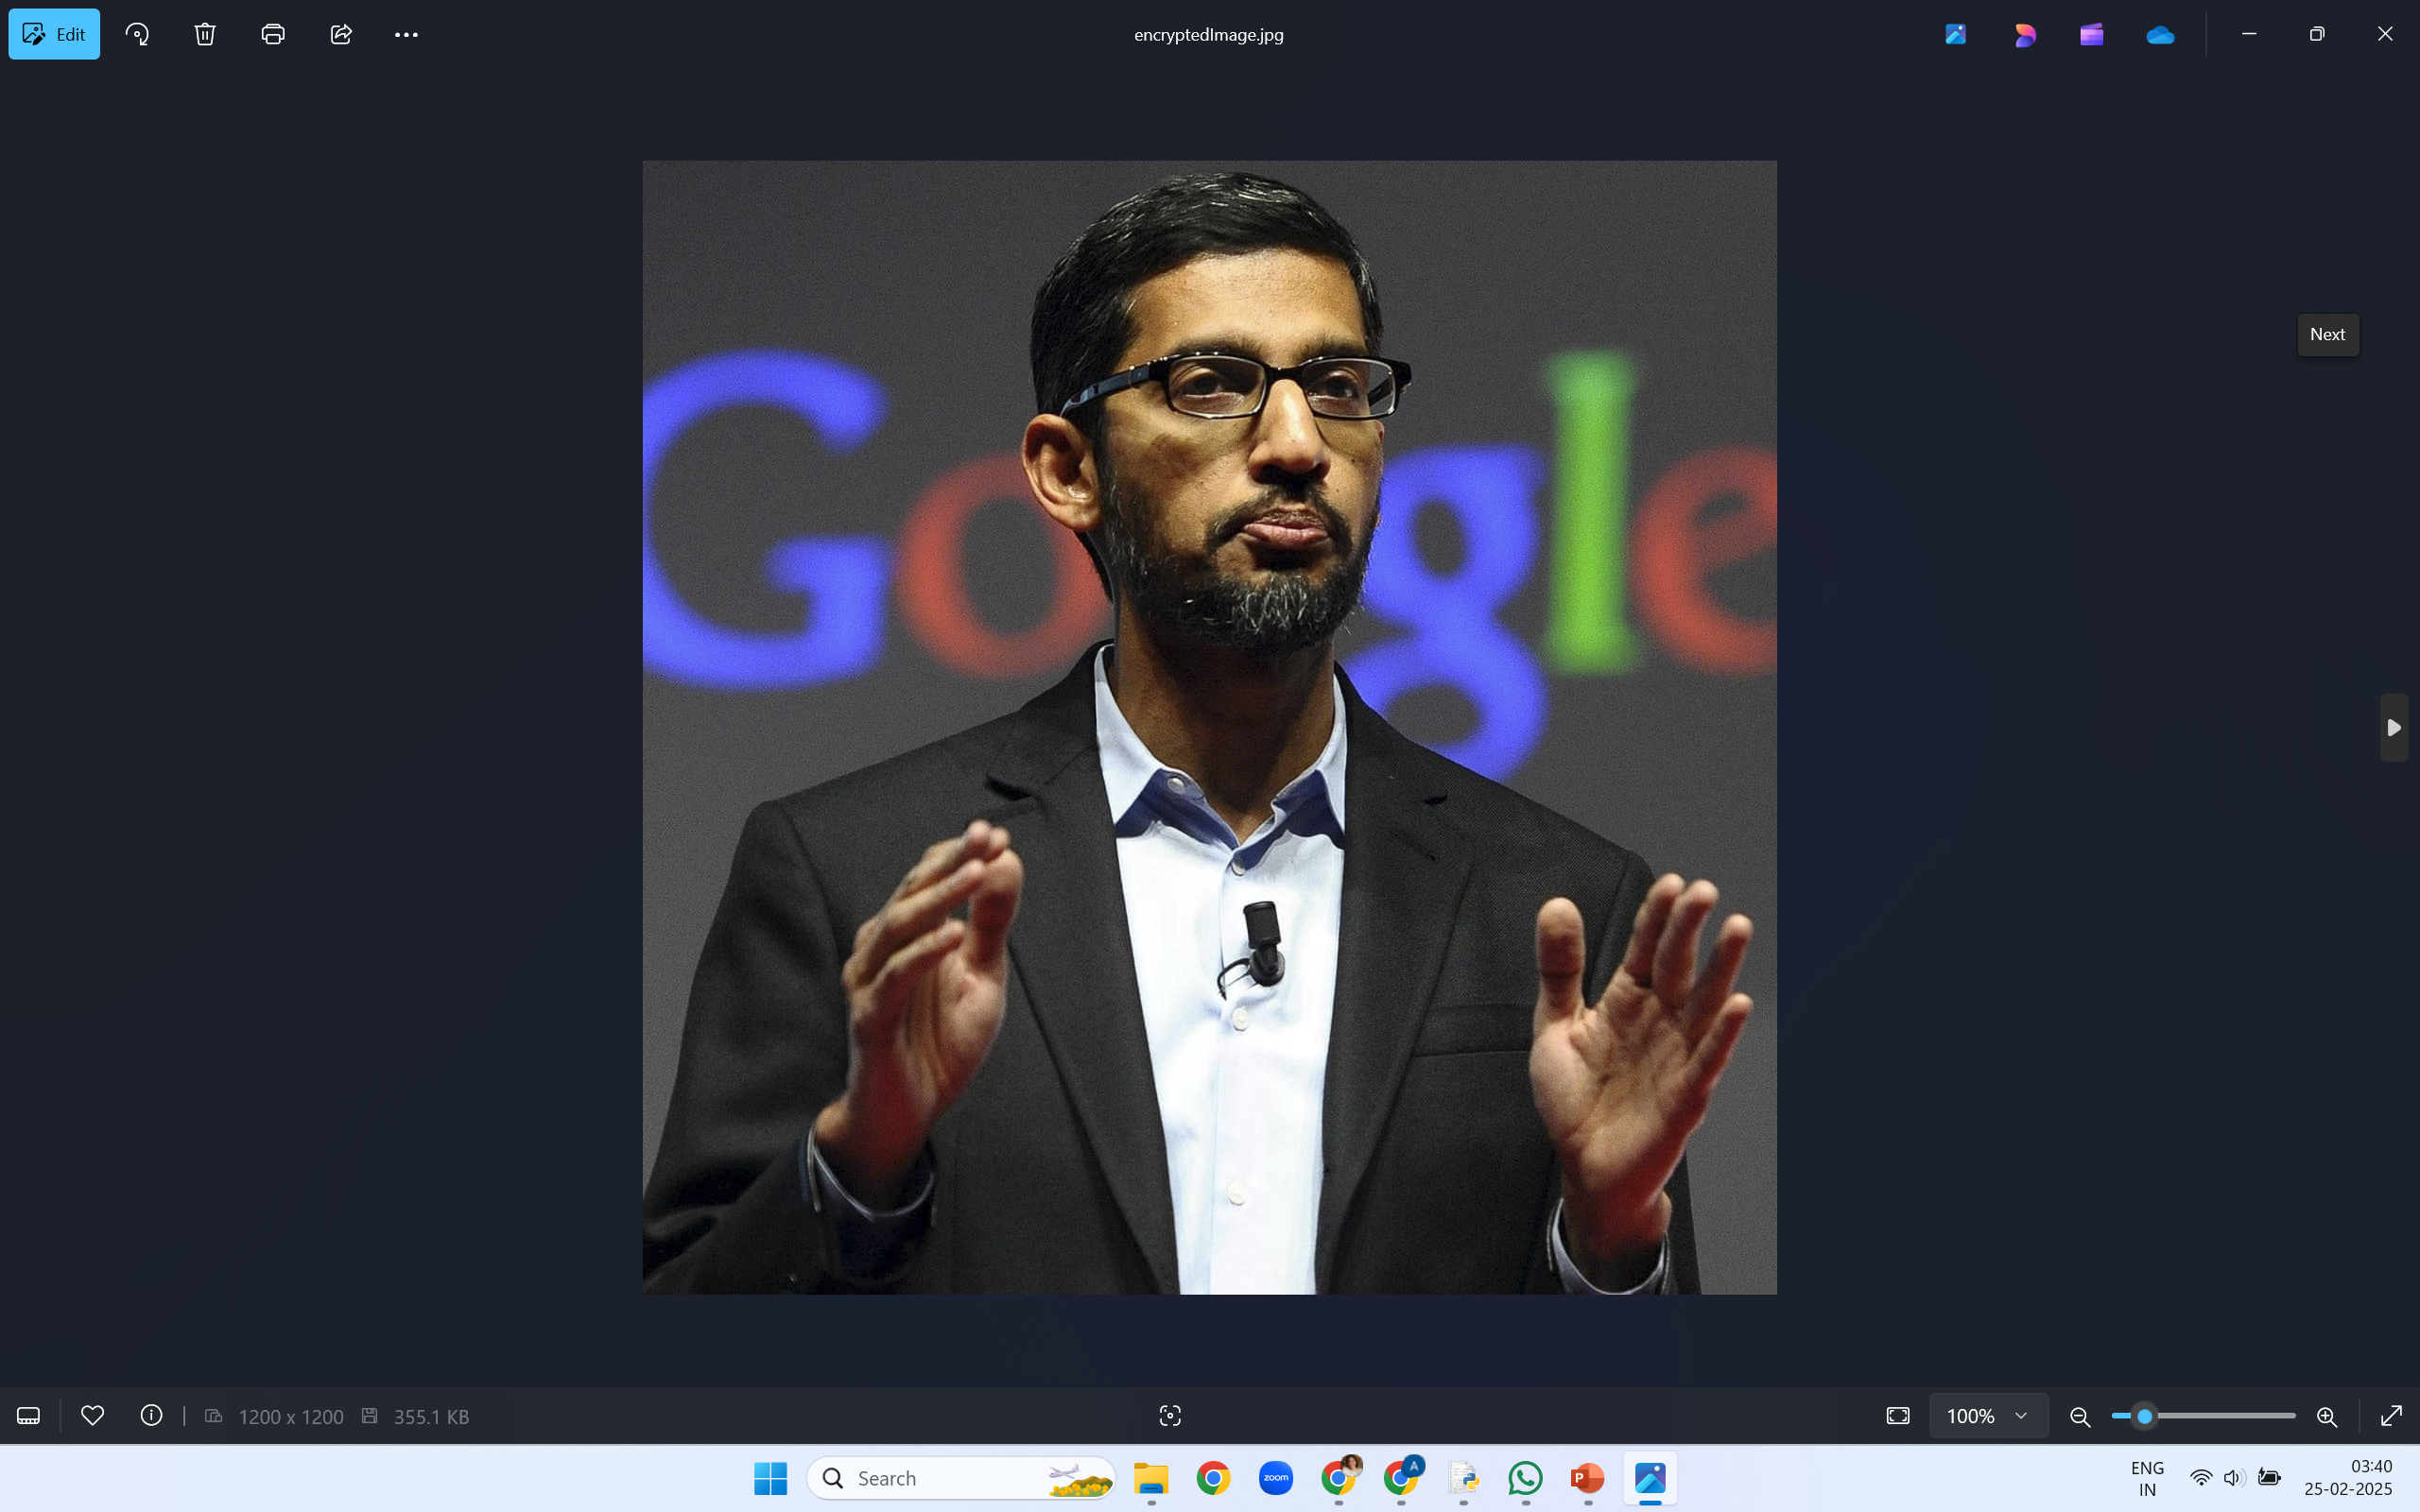 Edit
encryptedImage.jpg
Next
Google
1200 x 1200
355.1 KB
100%
Search
zoom
A
P
ENG
IN
03:40
25-02-2025